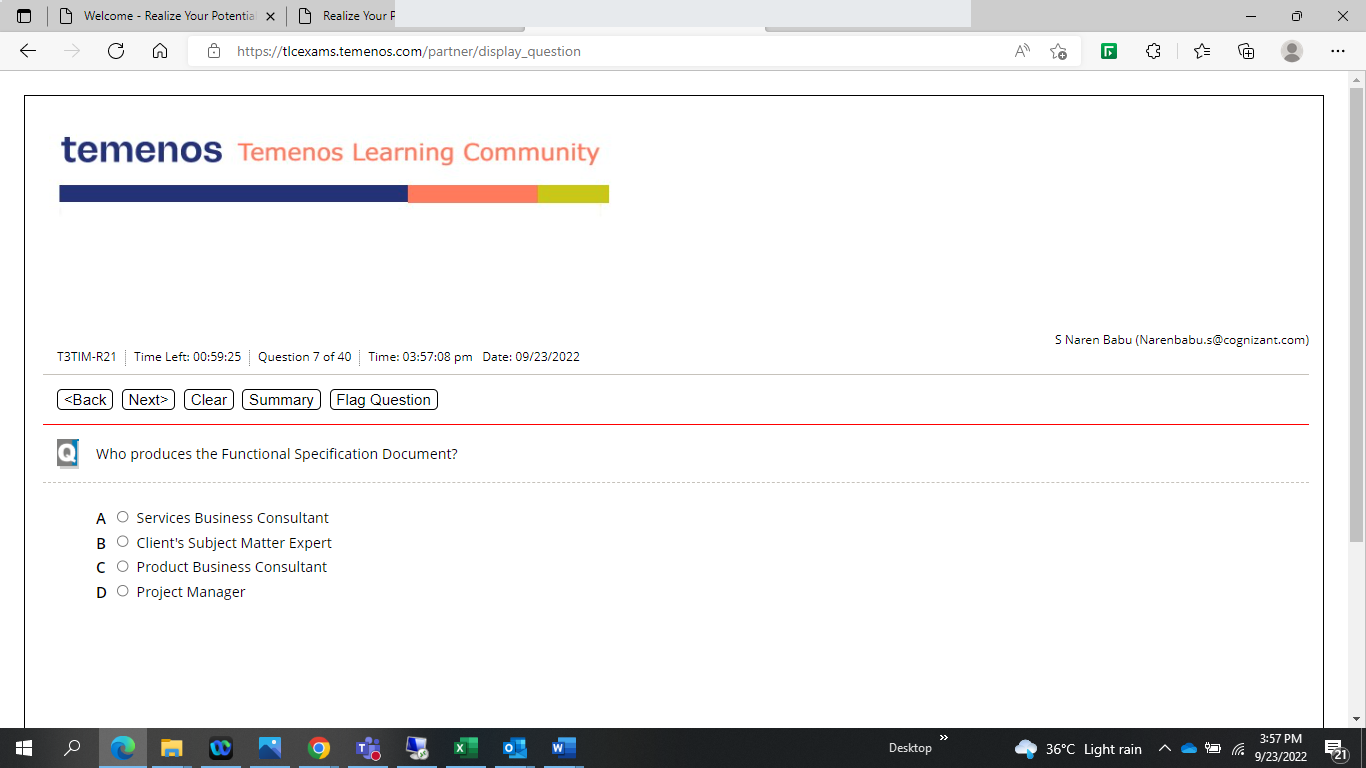 Welcome - Realize Your Potential
Realize Your P
https://tlcexams.temenos.com/partner/display_question
temenos Temenos Learning Community
S Naren Babu (Narenbabu.s@cognizant.com)
T3TIM-R21 Time Left: 00:59:25 Question 7 of 40 Time: 03:57:08 pm Date: 09/23/2022
<Back Next> Clear Summary Flag Question
Q Who produces the Functional Specification Document?
A Services Business Consultant
B Client's Subject Matter Expert
C Product Business Consultant
D Project Manager
Desktop » 36°C Light rain 3:57 PM
9/23/2022 21